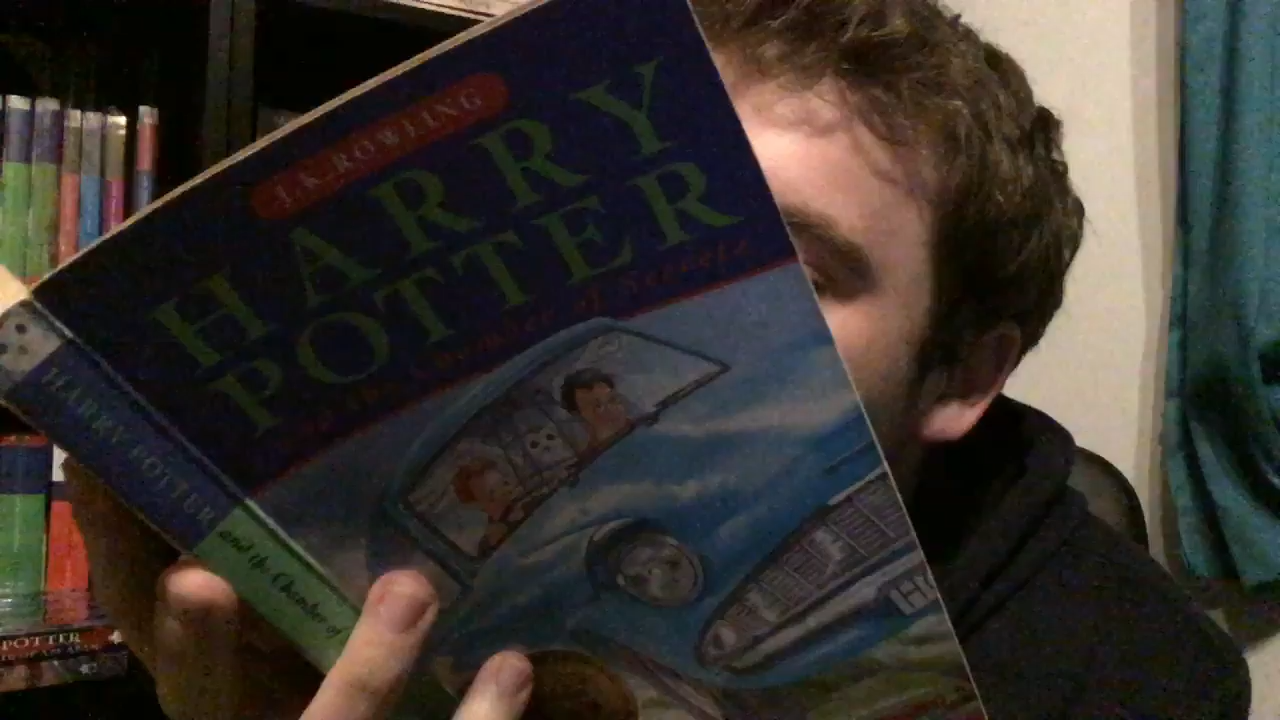 J.K.ROWLING
HARRY
POTTER
and the Chamber of Secrets
HARRY POTTER
and the Chamber of
POTTER